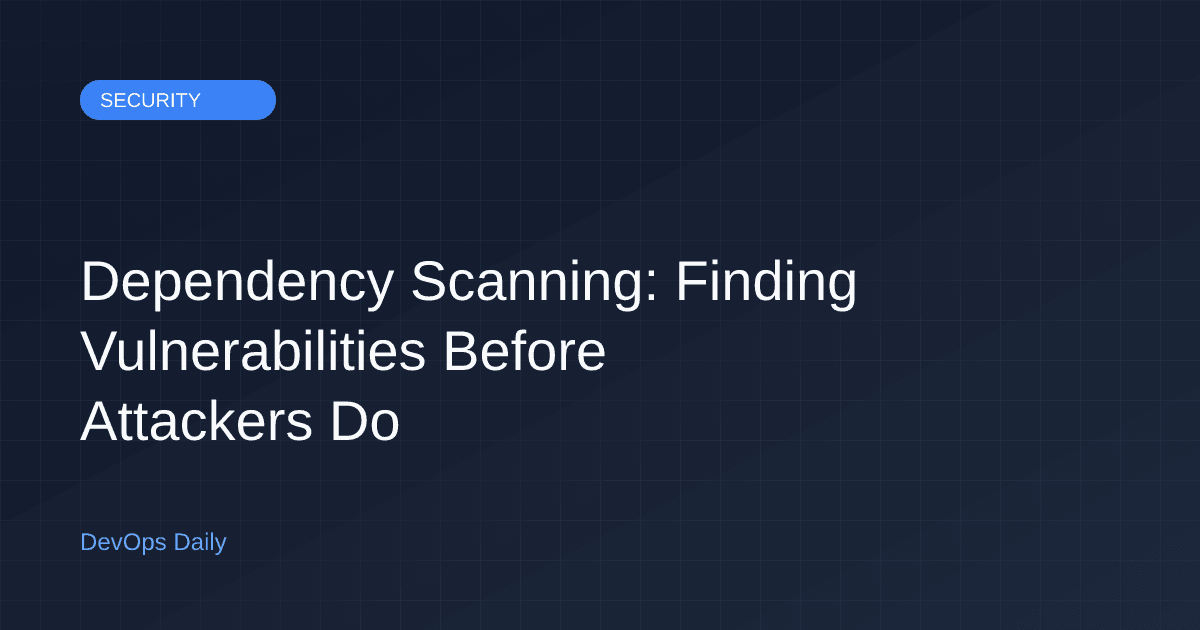 SECURITY
Dependency Scanning: Finding
Vulnerabilities Before
Attackers Do
DevOps Daily